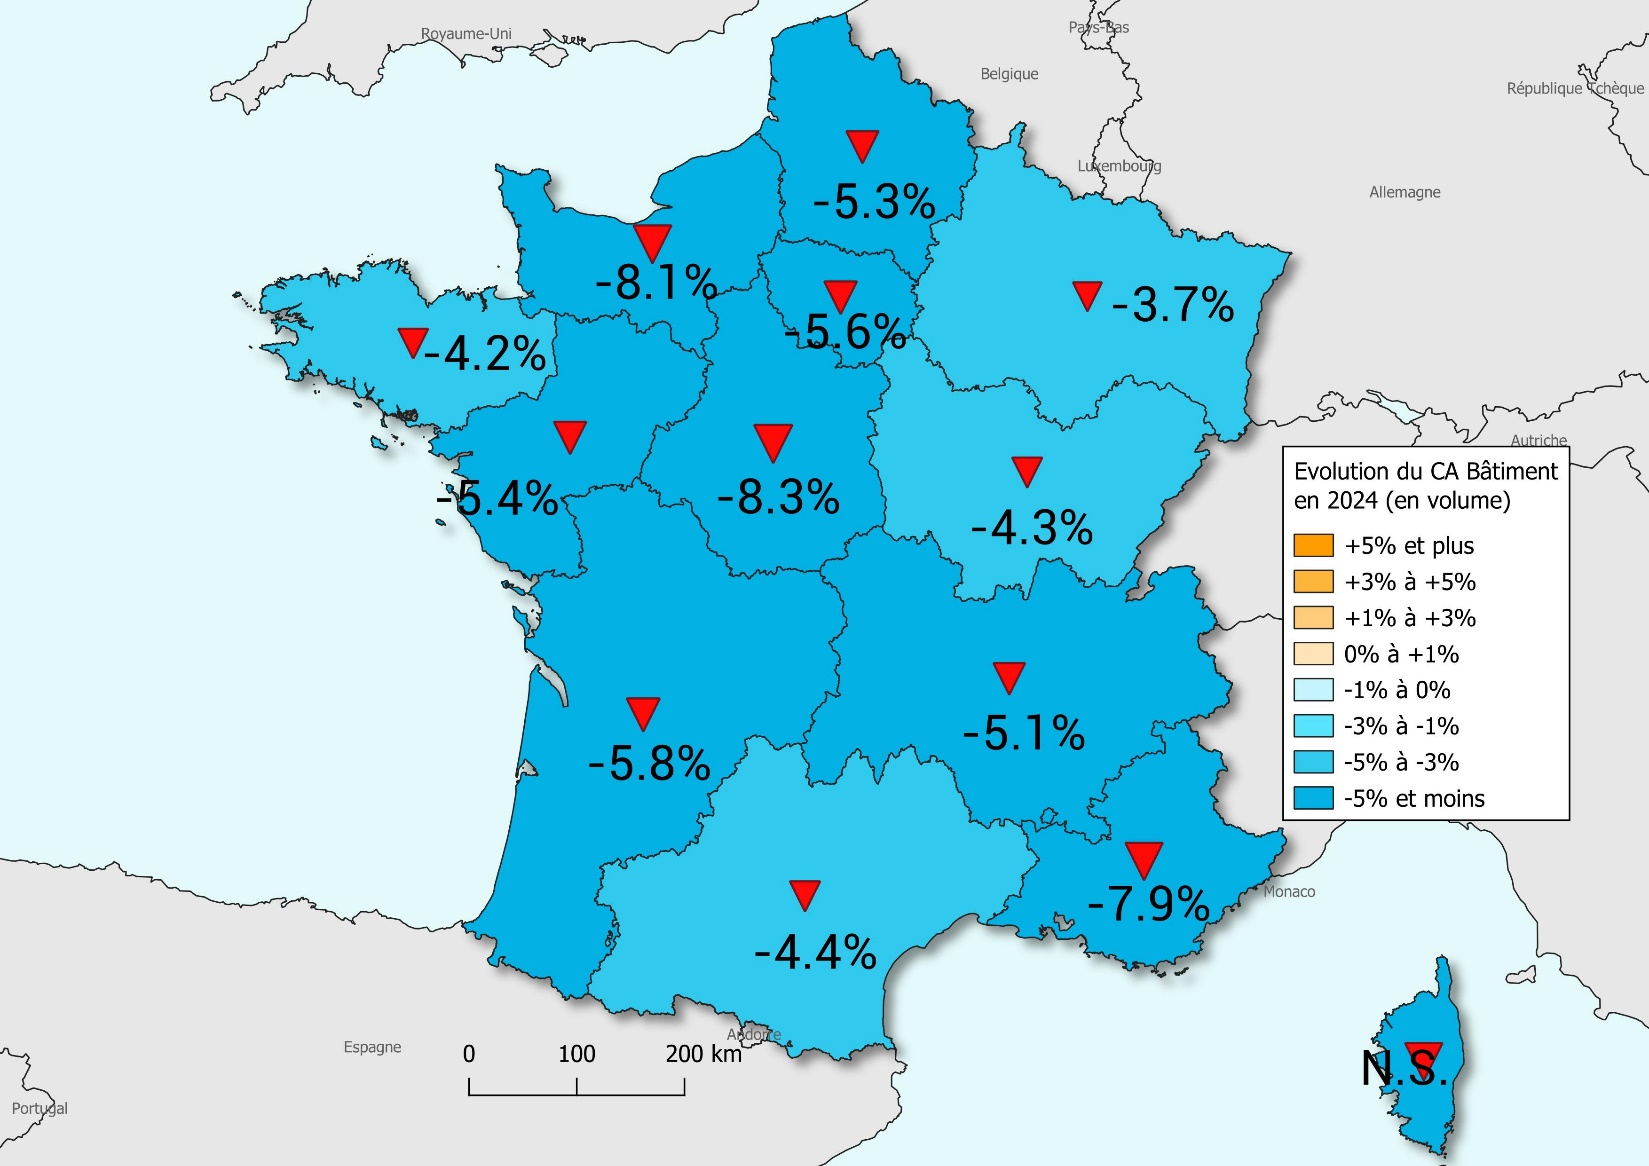 Royaume-Uni
Pays-Bas
Belgique
République Tchèque
Luxembourg
Allemagne
-5.3%
-8.1%
-5.6%
-3.7%
-4.2%
-5.4%
-8.3%
-4.3%
Autriche
Evolution du CA Bâtiment
en 2024 (en volume)
+5% et plus
+3% à +5%
+1% à +3%
0% à +1%
-1% à 0%
-3% à -1%
-5% à -3%
-5% et moins
-5.8%
-5.1%
-7.9%
Monaco
-4.4%
Andorre
Espagne
0 100 200 km
N.S.
Portugal